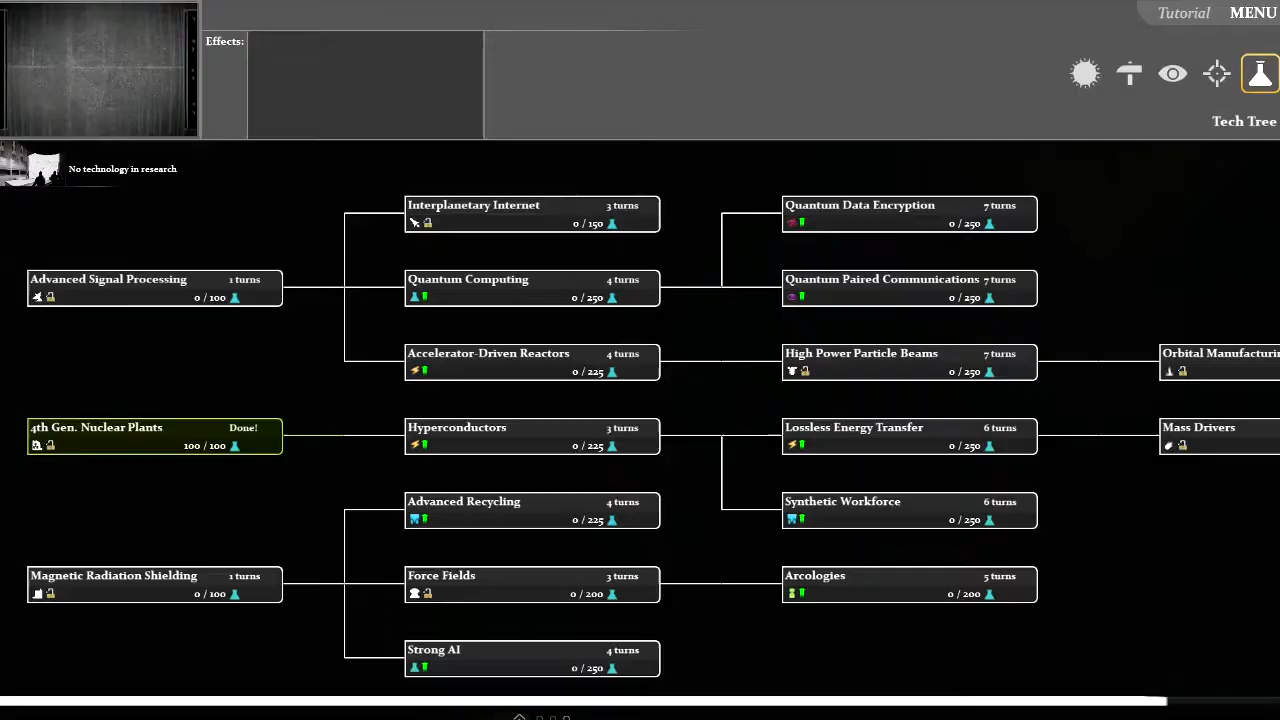 Tutorial MENU
Effects:
Tech Tree
No technology in research
Interplanetary Internet 3 turns
0 / 150
Quantum Data Encryption 7 turns
0 / 250
Advanced Signal Processing 1 turns
0 / 100
Quantum Computing 4 turns
0 / 250
Quantum Paired Communications 7 turns
0 / 250
Accelerator-Driven Reactors 4 turns
0 / 225
High Power Particle Beams 7 turns
0 / 250
Orbital Manufacturin
4th Gen. Nuclear Plants Done!
100 / 100
Hyperconductors 3 turns
0 / 225
Lossless Energy Transfer 6 turns
0 / 250
Mass Drivers
Advanced Recycling 4 turns
0 / 225
Synthetic Workforce 6 turns
0 / 250
Magnetic Radiation Shielding 1 turns
0 / 100
Force Fields 3 turns
0 / 200
Arcologies 5 turns
0 / 200
Strong AI 4 turns
0 / 250